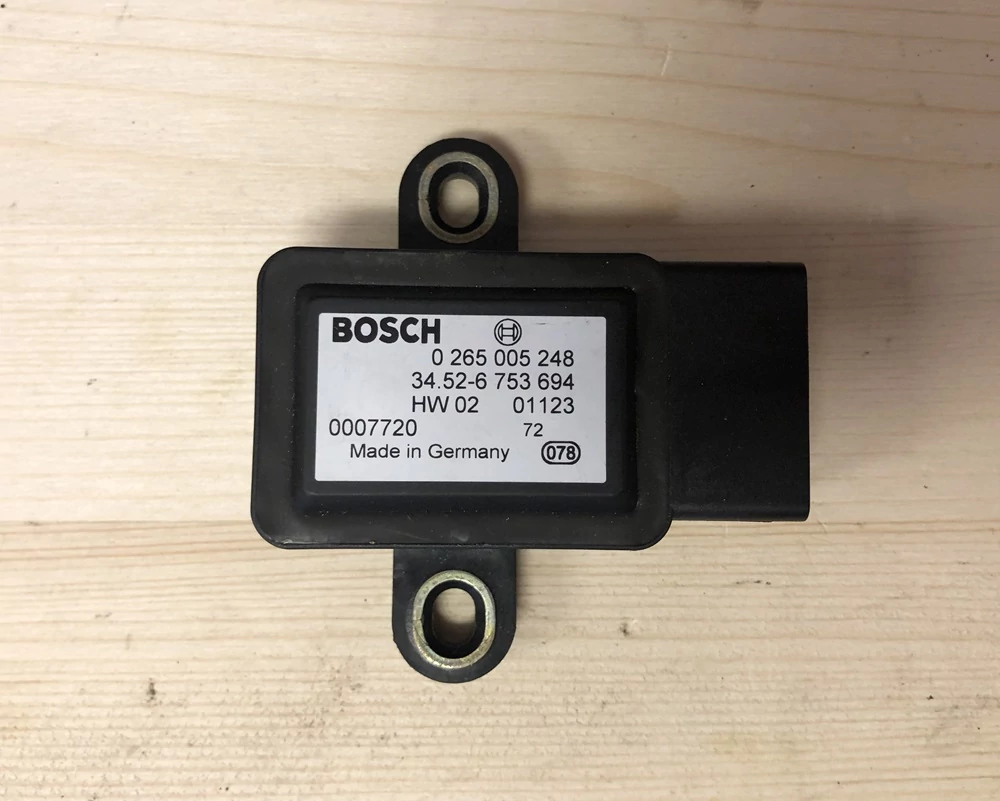 BOSCH
0 265 005 248
34.52-6 753 694
HW 02 01123
0007720 72
Made in Germany 078